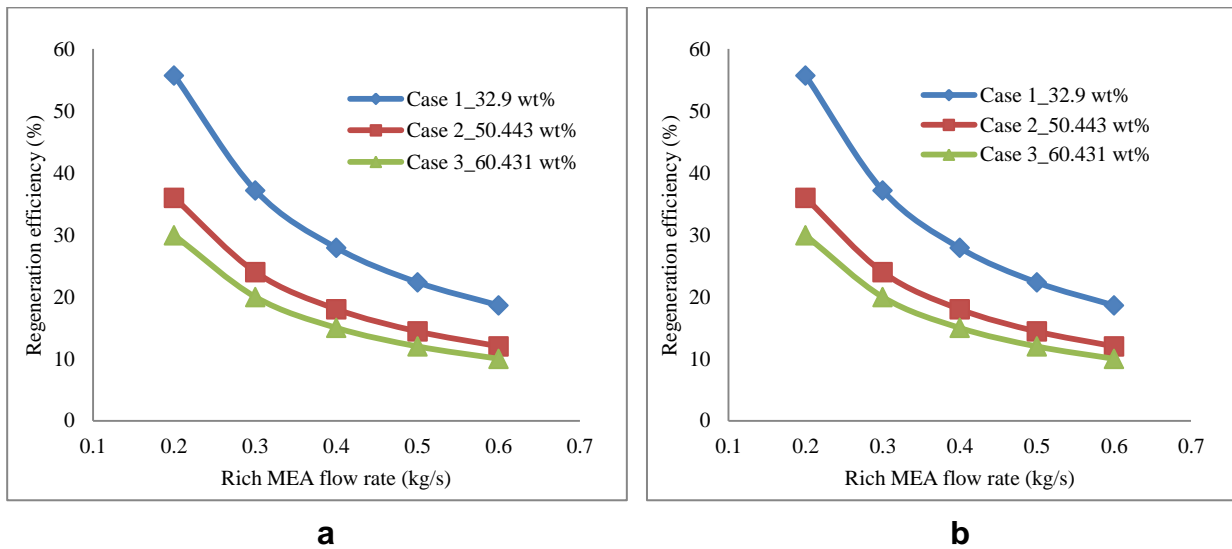 60
50
40
30
20
10
0
Regeneration efficiency (%)
Case 1_32.9 wt%
Case 2_50.443 wt%
Case 3_60.431 wt%
0.1 0.2 0.3 0.4 0.5 0.6 0.7
Rich MEA flow rate (kg/s)
a
60
50
40
30
20
10
0
Regeneration efficiency (%)
Case 1_32.9 wt%
Case 2_50.443 wt%
Case 3_60.431 wt%
0.1 0.2 0.3 0.4 0.5 0.6 0.7
Rich MEA flow rate (kg/s)
b